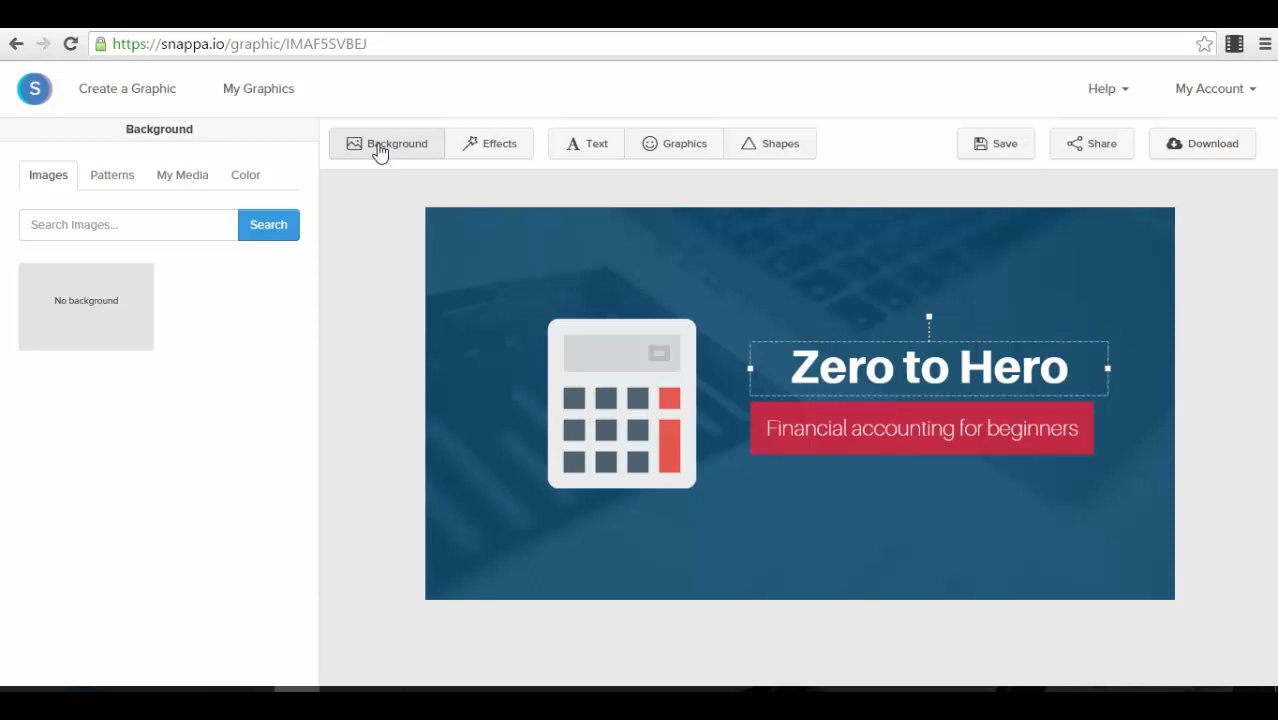 https://snappa.io/graphic/IMAF5SVBEJ
S Create a Graphic My Graphics Help My Account
Background
Background Effects Text Graphics Shapes Save Share Download
Images Patterns My Media Color
Search Images... Search
No background
Zero to Hero
Financial accounting for beginners